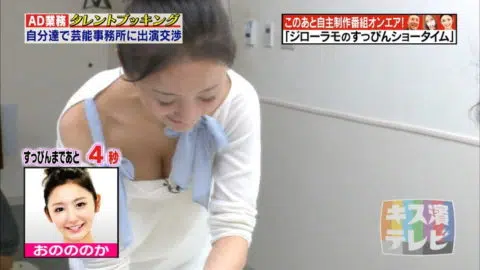 AD業務 タレントブッキング
自分達で芸能事務所に出演交渉
このあと自主制作番組オンエア!
「ジローラモのすっぴんショータイム」
すっぴんまであと 4秒
おのののか
キス濱
テレビ